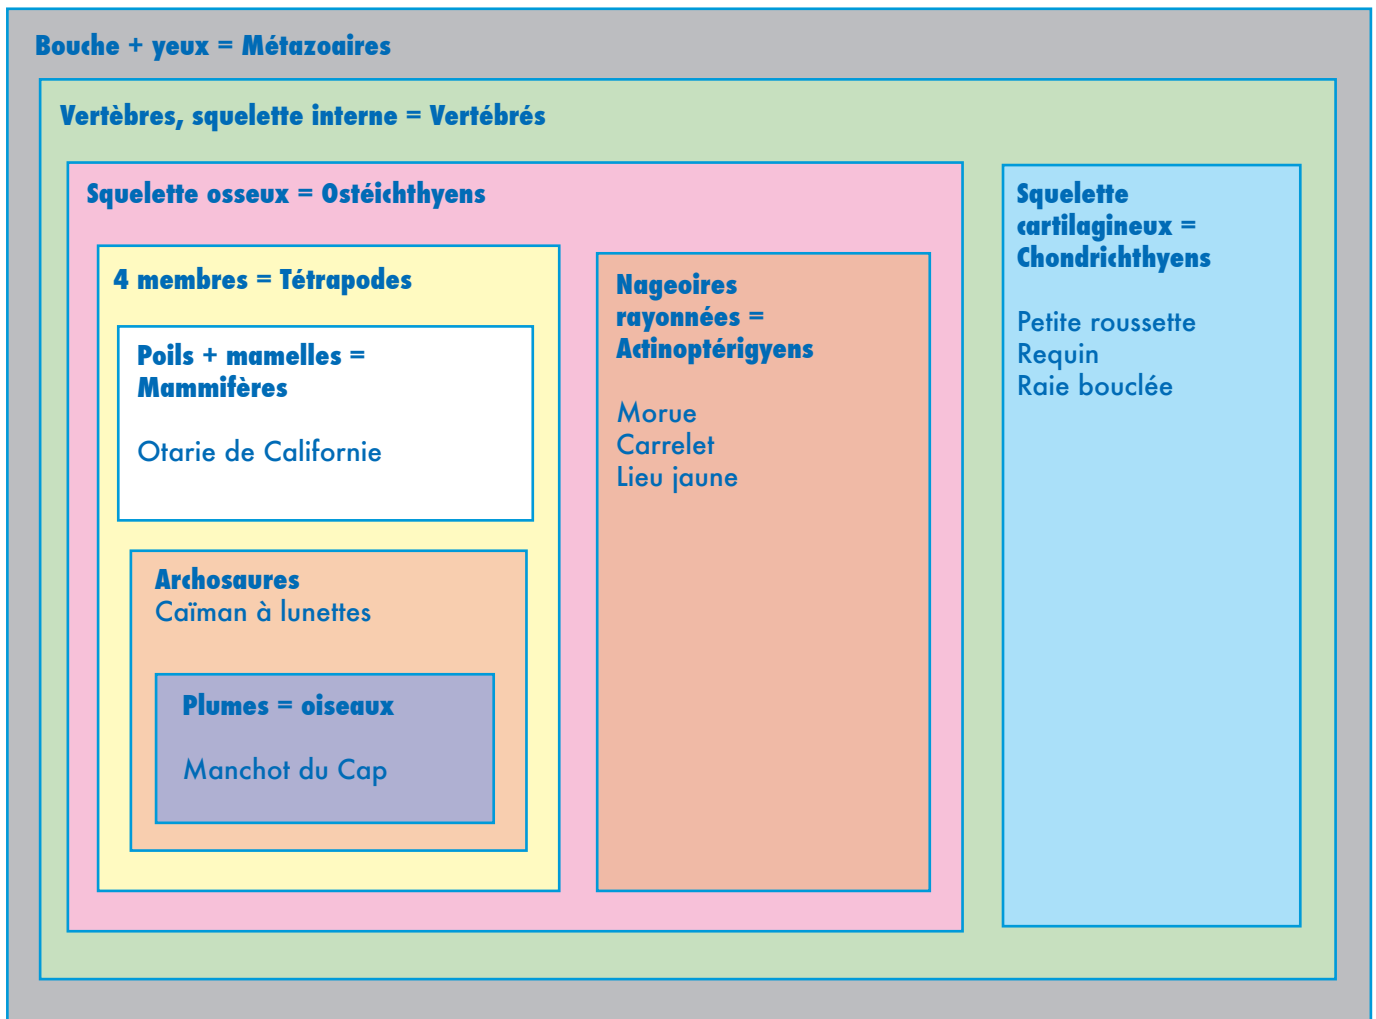 Bouche + yeux = Métazoaires
Vertèbres, squelette interne = Vertébrés
Squelette osseux = Ostéichthyens
4 membres = Tétrapodes
Poils + mamelles =
Mammifères
Otarie de Californie
Archosaures
Caïman à lunettes
Plumes = oiseaux
Manchot du Cap
Nageoires
rayonnées =
Actinoptérigyens
Morue
Carrelet
Lieu jaune
Squelette
cartilagineux =
Chondrichthyens
Petite roussette
Requin
Raie bouclée